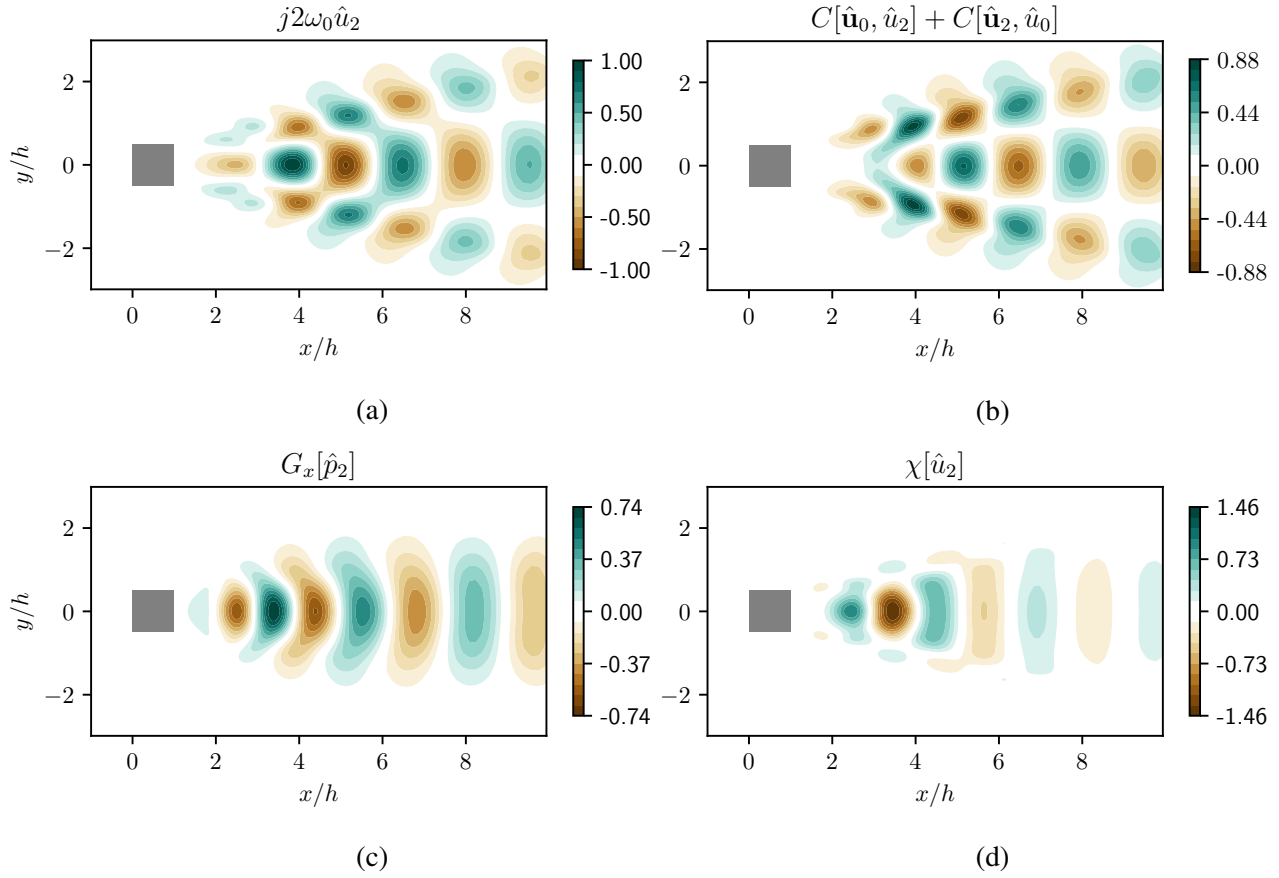 j2ω₀û₂
C[û₀, û₂] + C[û₂, û₀]
2
0
−2
y/h
0 2 4 6 8
x/h
1.00
0.50
0.00
-0.50
-1.00
(a)
2
0
−2
0 2 4 6 8
x/h
0.88
0.44
0.00
-0.44
-0.88
(b)
Gₓ[p̂₂]
χ[û₂]
2
0
−2
y/h
0 2 4 6 8
x/h
0.74
0.37
0.00
-0.37
-0.74
(c)
2
0
−2
0 2 4 6 8
x/h
1.46
0.73
0.00
-0.73
-1.46
(d)